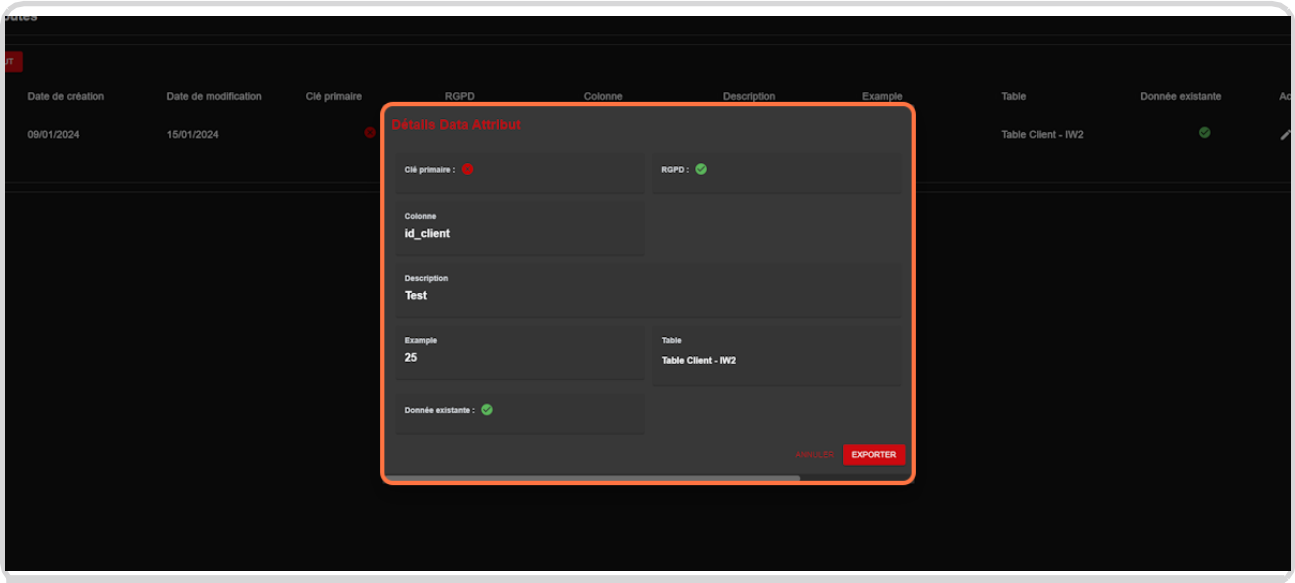 Date de création Date de modification Clé primaire RGPD Colonne Description Example Table Donnée existante
09/01/2024 15/01/2024 Table Client - IW2
Détails Data Attribut
Clé primaire : RGPD :
Colonne
id_client
Description
Test
Example Table
25 Table Client - IW2
Donnée existante :
ANNULER EXPORTER